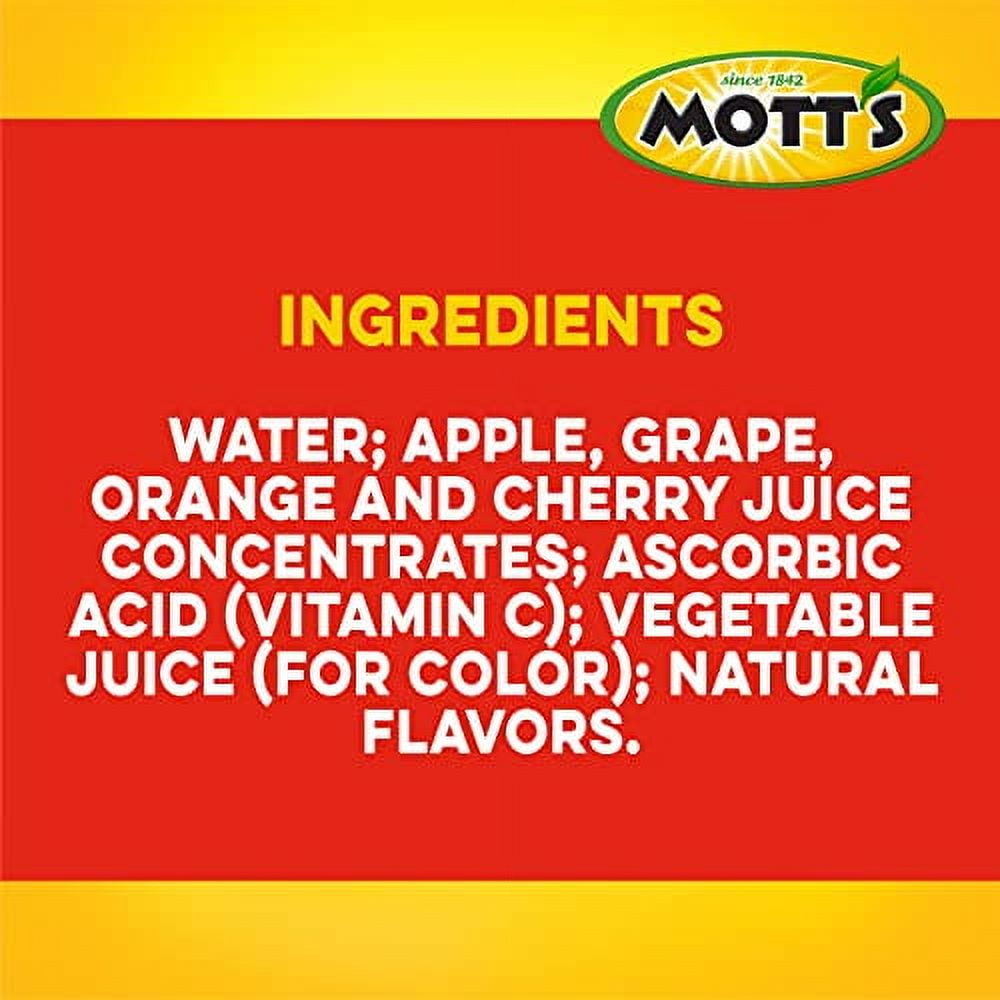 since 1842
MOTT'S
INGREDIENTS
WATER; APPLE, GRAPE,
ORANGE AND CHERRY JUICE
CONCENTRATES; ASCORBIC
ACID (VITAMIN C); VEGETABLE
JUICE (FOR COLOR); NATURAL
FLAVORS.